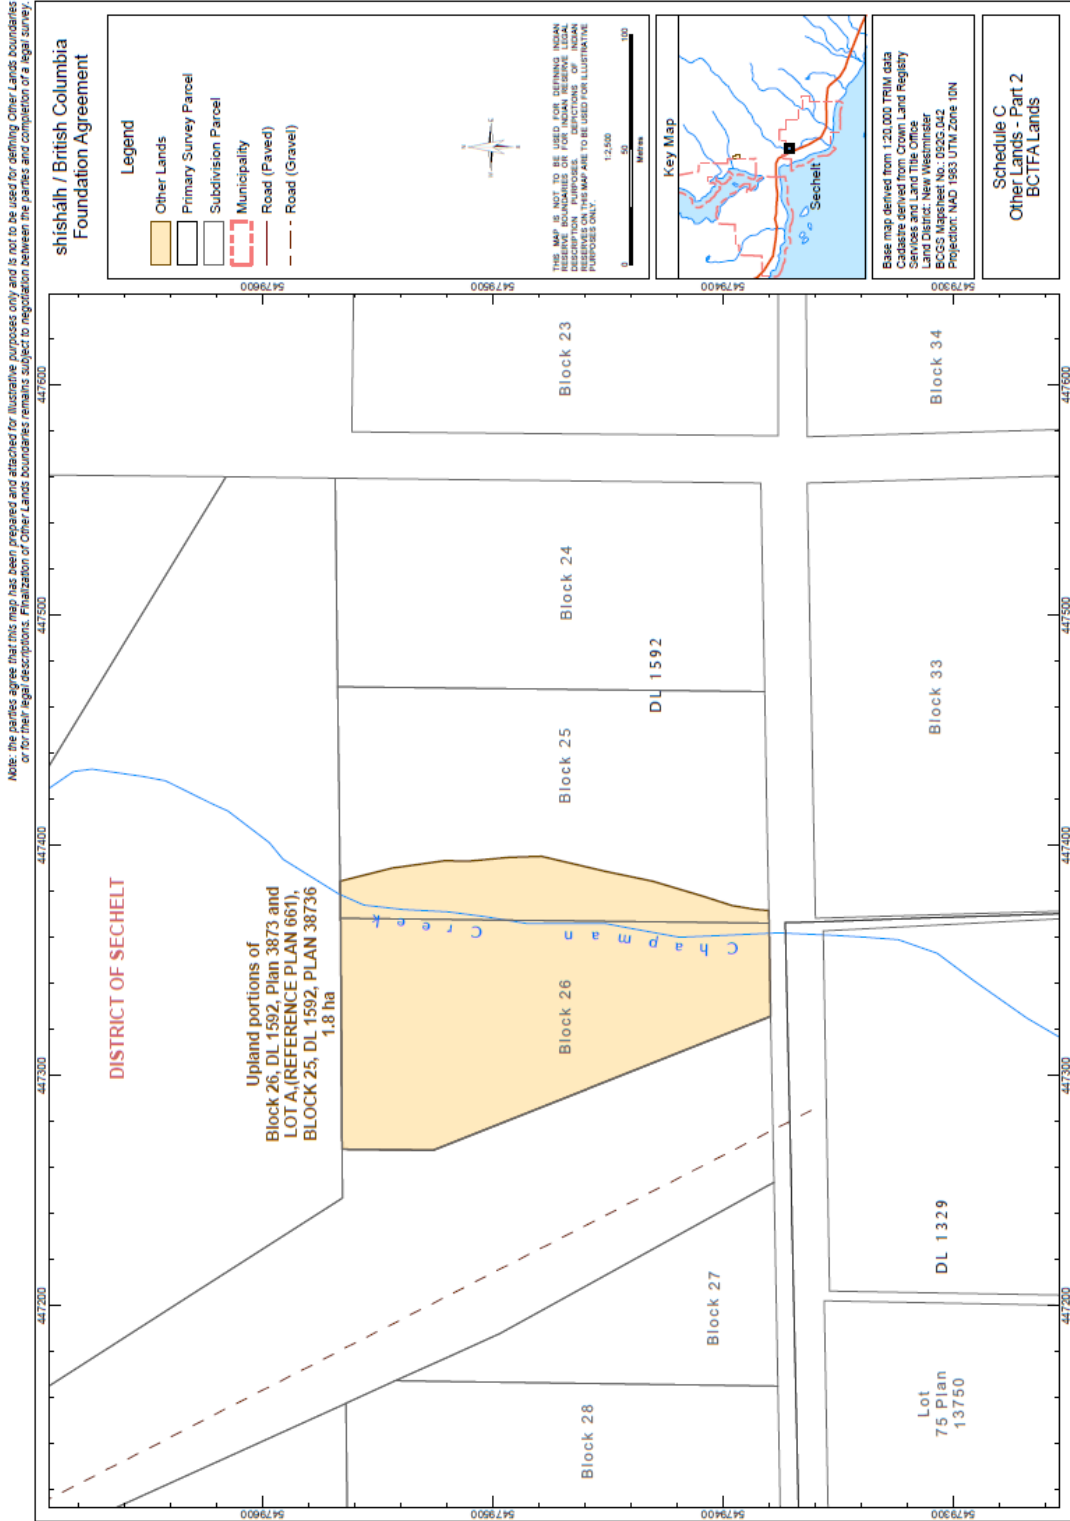 Note: the parties agree that this map has been prepared and attached for illustrative purposes only and is not to be used for defining Other Lands boundaries
or for their legal descriptions. Finalization of Other Lands boundaries remains subject to negotiation between the parties and completion of a legal survey.
447200
447300
447400
447500
447600
5479600
5479500
5479400
5479300
DISTRICT OF SECHELT
Upland portions of
Block 26, DL 1592, Plan 3873 and
LOT A,(REFERENCE PLAN 661),
BLOCK 25, DL 1592, PLAN 38736
1.8 ha
Block 28
Block 27
Block 26
Block 25
Block 24
Block 23
Chapman Creek
DL 1592
Lot
75 Plan
13750
DL 1329
Block 33
Block 34
447200
447300
447400
447500
447600
5479600
5479500
5479400
5479300
shíshálh / British Columbia
Foundation Agreement
Legend
Other Lands
Primary Survey Parcel
Subdivision Parcel
Municipality
Road (Paved)
Road (Gravel)
N
E
S
W
THIS MAP IS NOT TO BE USED FOR DEFINING INDIAN
RESERVE BOUNDARIES OR FOR INDIAN RESERVE LEGAL
DESCRIPTION PURPOSES. DEPICTIONS OF INDIAN
RESERVES ON THIS MAP ARE TO BE USED FOR ILLUSTRATIVE
PURPOSES ONLY.
1:2,500
0 50 100
Metres
Key Map
Sechelt
Base map derived from 1:20,000 TRIM data
Cadastre derived from Crown Land Registry
Services and Land Title Office
Land District: New Westminster
BCGS Mapsheet No.: 092G.042
Projection: NAD 1983 UTM Zone 10N
Schedule C
Other Lands - Part 2
BCTFA Lands